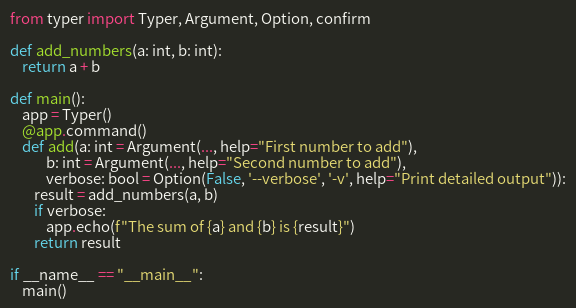 from typer import Typer, Argument, Option, confirm

def add_numbers(a: int, b: int):
    return a + b

def main():
    app = Typer()
    @app.command()
    def add(a: int = Argument(..., help="First number to add"),
            b: int = Argument(..., help="Second number to add"),
            verbose: bool = Option(False, '--verbose', '-v', help="Print detailed output")):
        result = add_numbers(a, b)
        if verbose:
            app.echo(f"The sum of {a} and {b} is {result}")
        return result

if __name__ == "__main__":
    main()